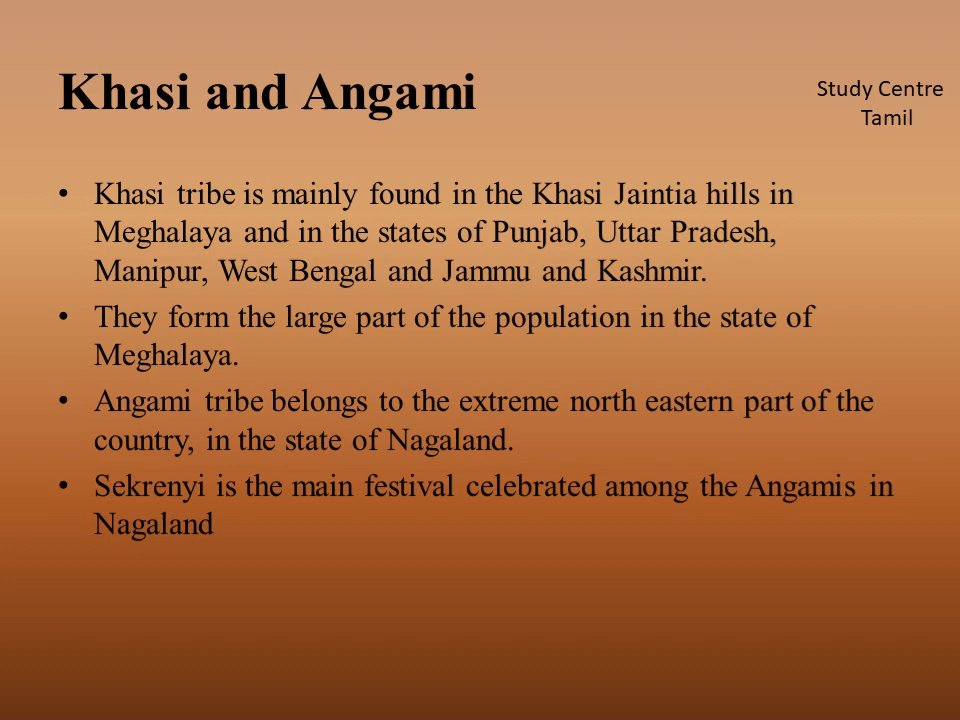 Khasi and Angami
Study Centre
Tamil
• Khasi tribe is mainly found in the Khasi Jaintia hills in
Meghalaya and in the states of Punjab, Uttar Pradesh,
Manipur, West Bengal and Jammu and Kashmir.
• They form the large part of the population in the state of
Meghalaya.
• Angami tribe belongs to the extreme north eastern part of the
country, in the state of Nagaland.
• Sekrenyi is the main festival celebrated among the Angamis in
Nagaland